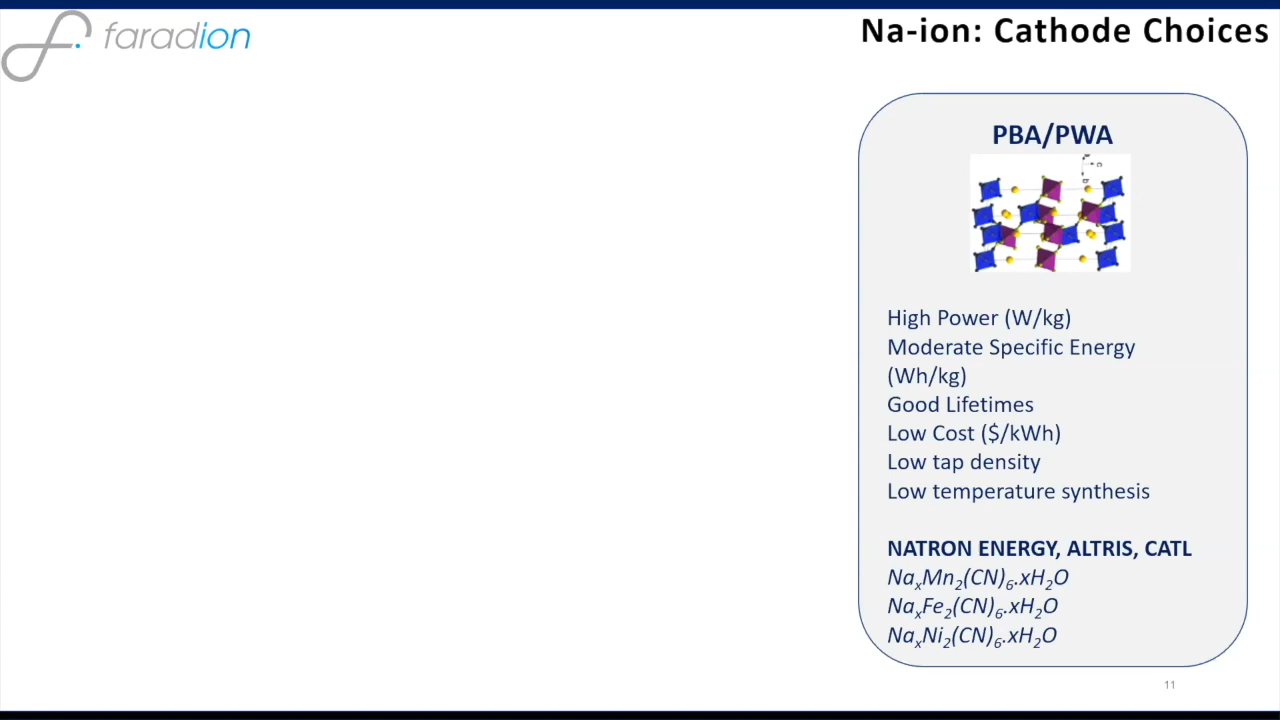 faradion
Na-ion: Cathode Choices
PBA/PWA
c
b
High Power (W/kg)
Moderate Specific Energy
(Wh/kg)
Good Lifetimes
Low Cost ($/kWh)
Low tap density
Low temperature synthesis
NATRON ENERGY, ALTRIS, CATL
NaₓMn₂(CN)₆.xH₂O
NaₓFe₂(CN)₆.xH₂O
NaₓNi₂(CN)₆.xH₂O
11